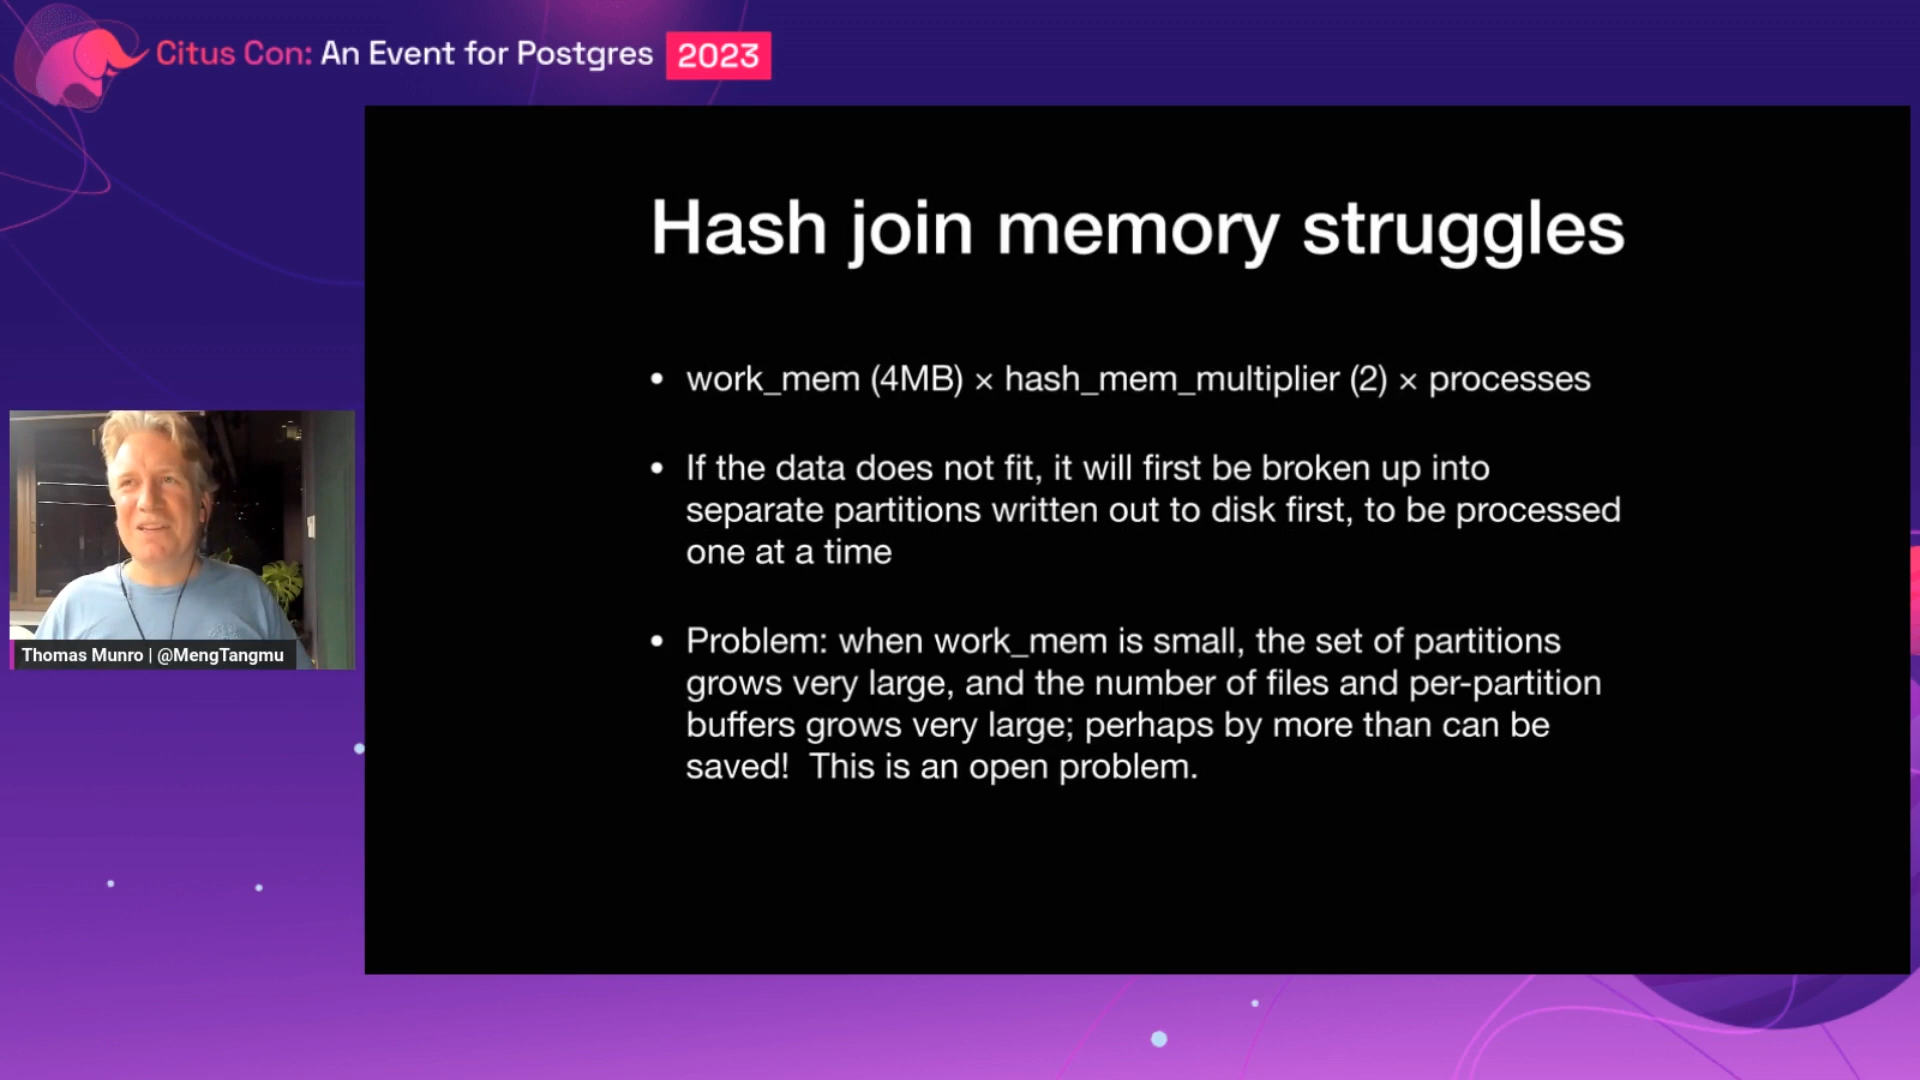 Citus Con: An Event for Postgres 2023
Hash join memory struggles
• work_mem (4MB) × hash_mem_multiplier (2) × processes
• If the data does not fit, it will first be broken up into
separate partitions written out to disk first, to be processed
one at a time
• Problem: when work_mem is small, the set of partitions
grows very large, and the number of files and per-partition
buffers grows very large; perhaps by more than can be
saved!  This is an open problem.
Thomas Munro | @MengTangmu